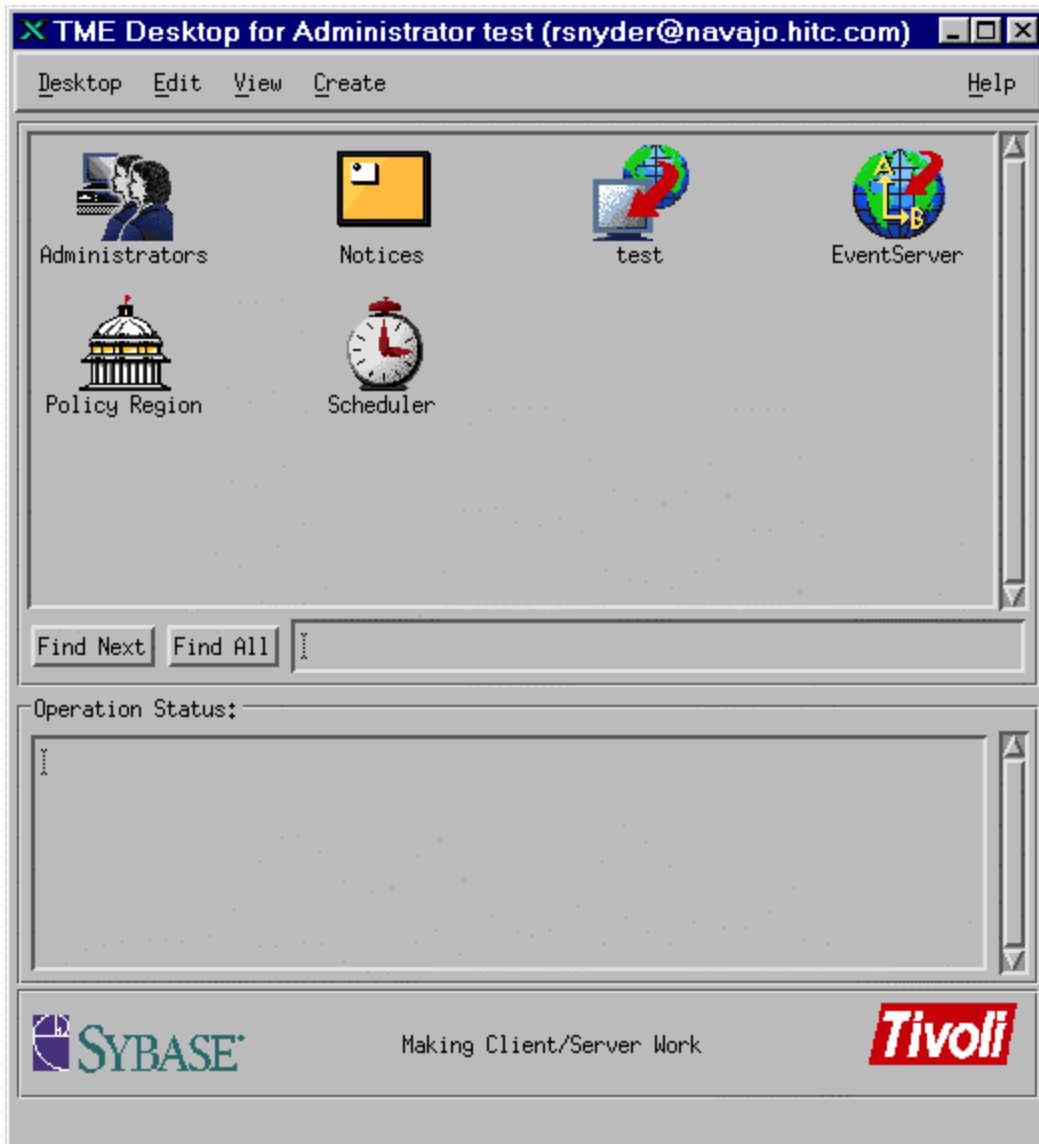 TME Desktop for Administrator test (rsnyder@navajo.hitc.com)
Desktop Edit View Create Help
Administrators Notices test EventServer
A
B
Policy Region Scheduler
Find Next Find All
Operation Status:
SYBASE Making Client/Server Work Tivoli